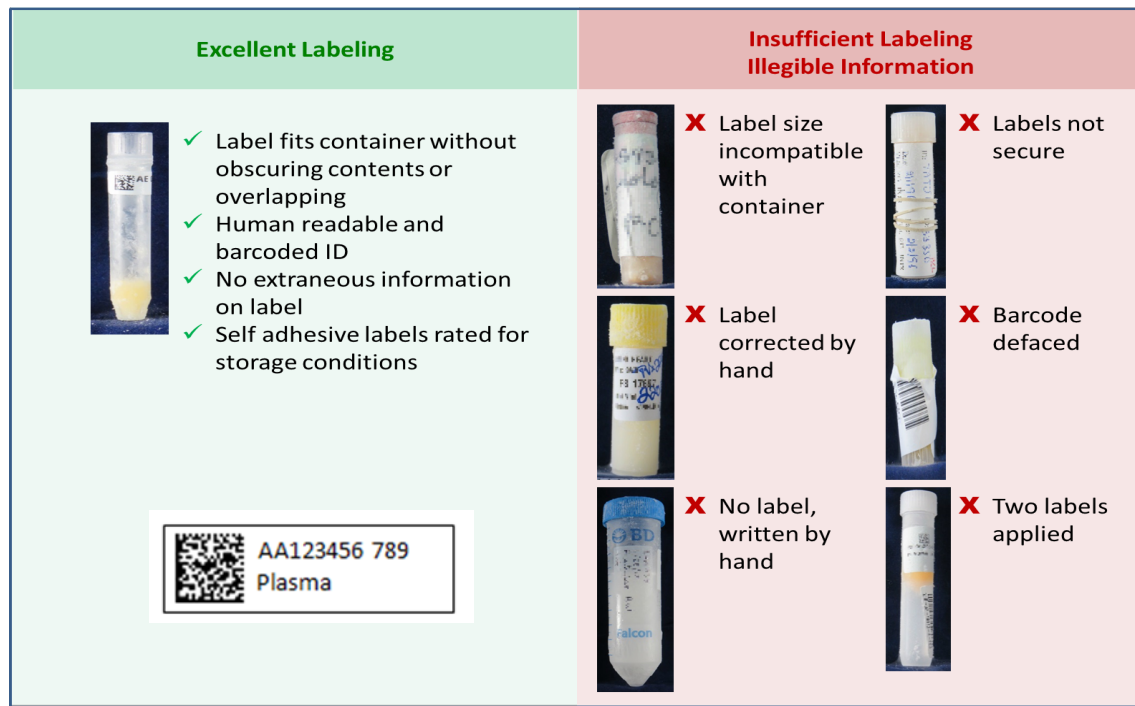 Excellent Labeling
Label fits container without
obscuring contents or
overlapping
Human readable and
barcoded ID
No extraneous information
on label
Self adhesive labels rated for
storage conditions
AA123456 789
Plasma
Insufficient Labeling
Illegible Information
Label size
incompatible
with
container
Labels not
secure
Label
corrected by
hand
FB 17687
Barcode
defaced
No label,
written by
hand
BD
Falcon
Two labels
applied